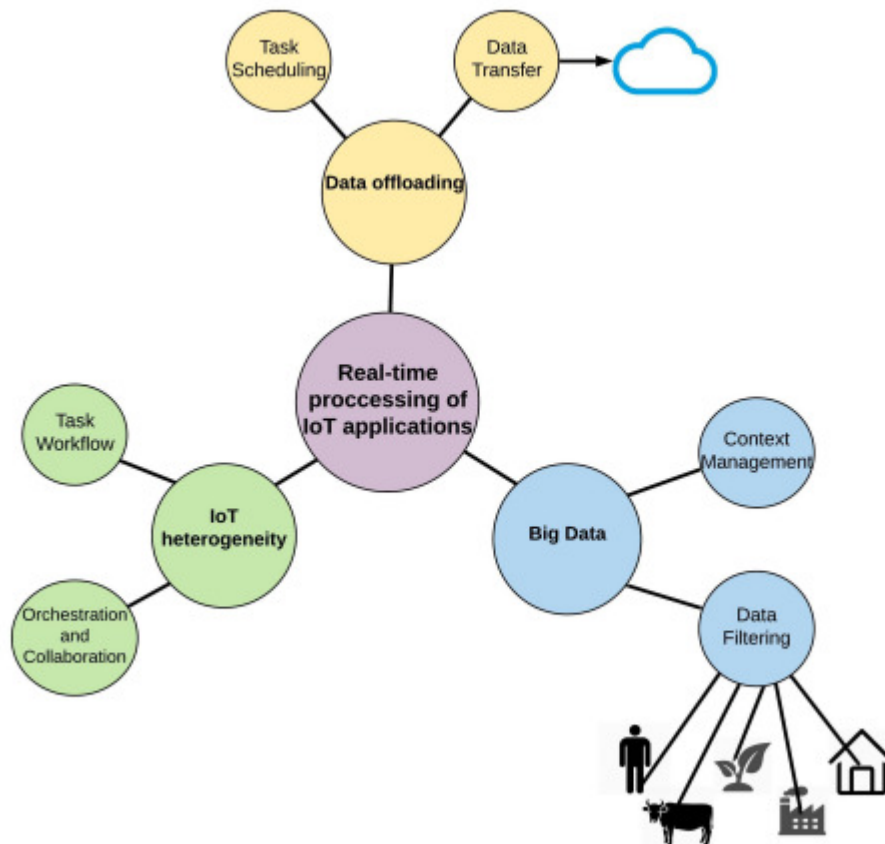 Task
Scheduling
Data
Transfer
Data offloading
Real-time
proccessing of
IoT applications
Task
Workflow
IoT
heterogeneity
Orchestration
and
Collaboration
Context
Management
Big Data
Data
Filtering